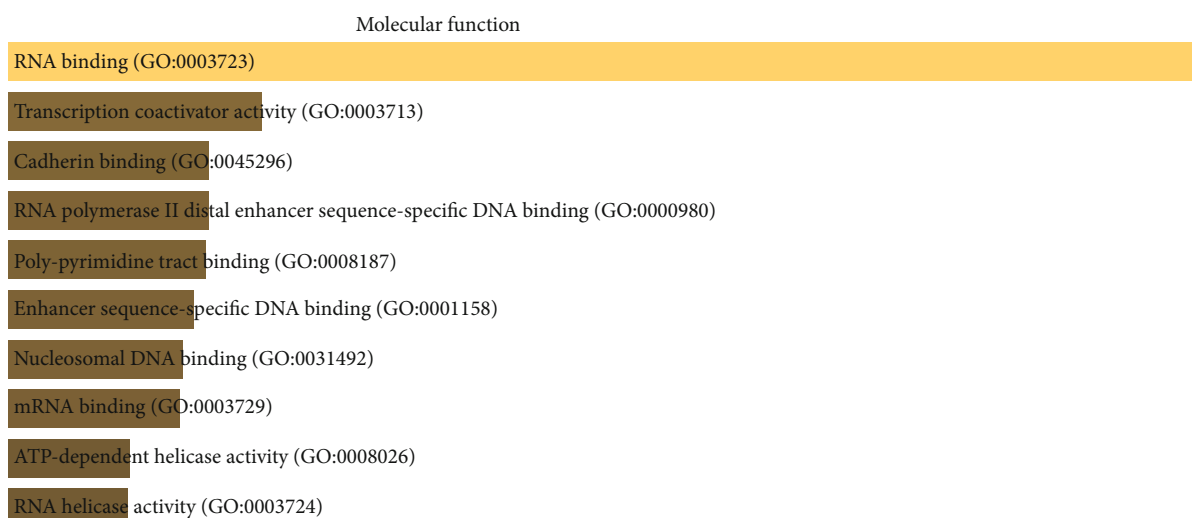 Molecular function
RNA binding (GO:0003723)
Transcription coactivator activity (GO:0003713)
Cadherin binding (GO:0045296)
RNA polymerase II distal enhancer sequence-specific DNA binding (GO:0000980)
Poly-pyrimidine tract binding (GO:0008187)
Enhancer sequence-specific DNA binding (GO:0001158)
Nucleosomal DNA binding (GO:0031492)
mRNA binding (GO:0003729)
ATP-dependent helicase activity (GO:0008026)
RNA helicase activity (GO:0003724)